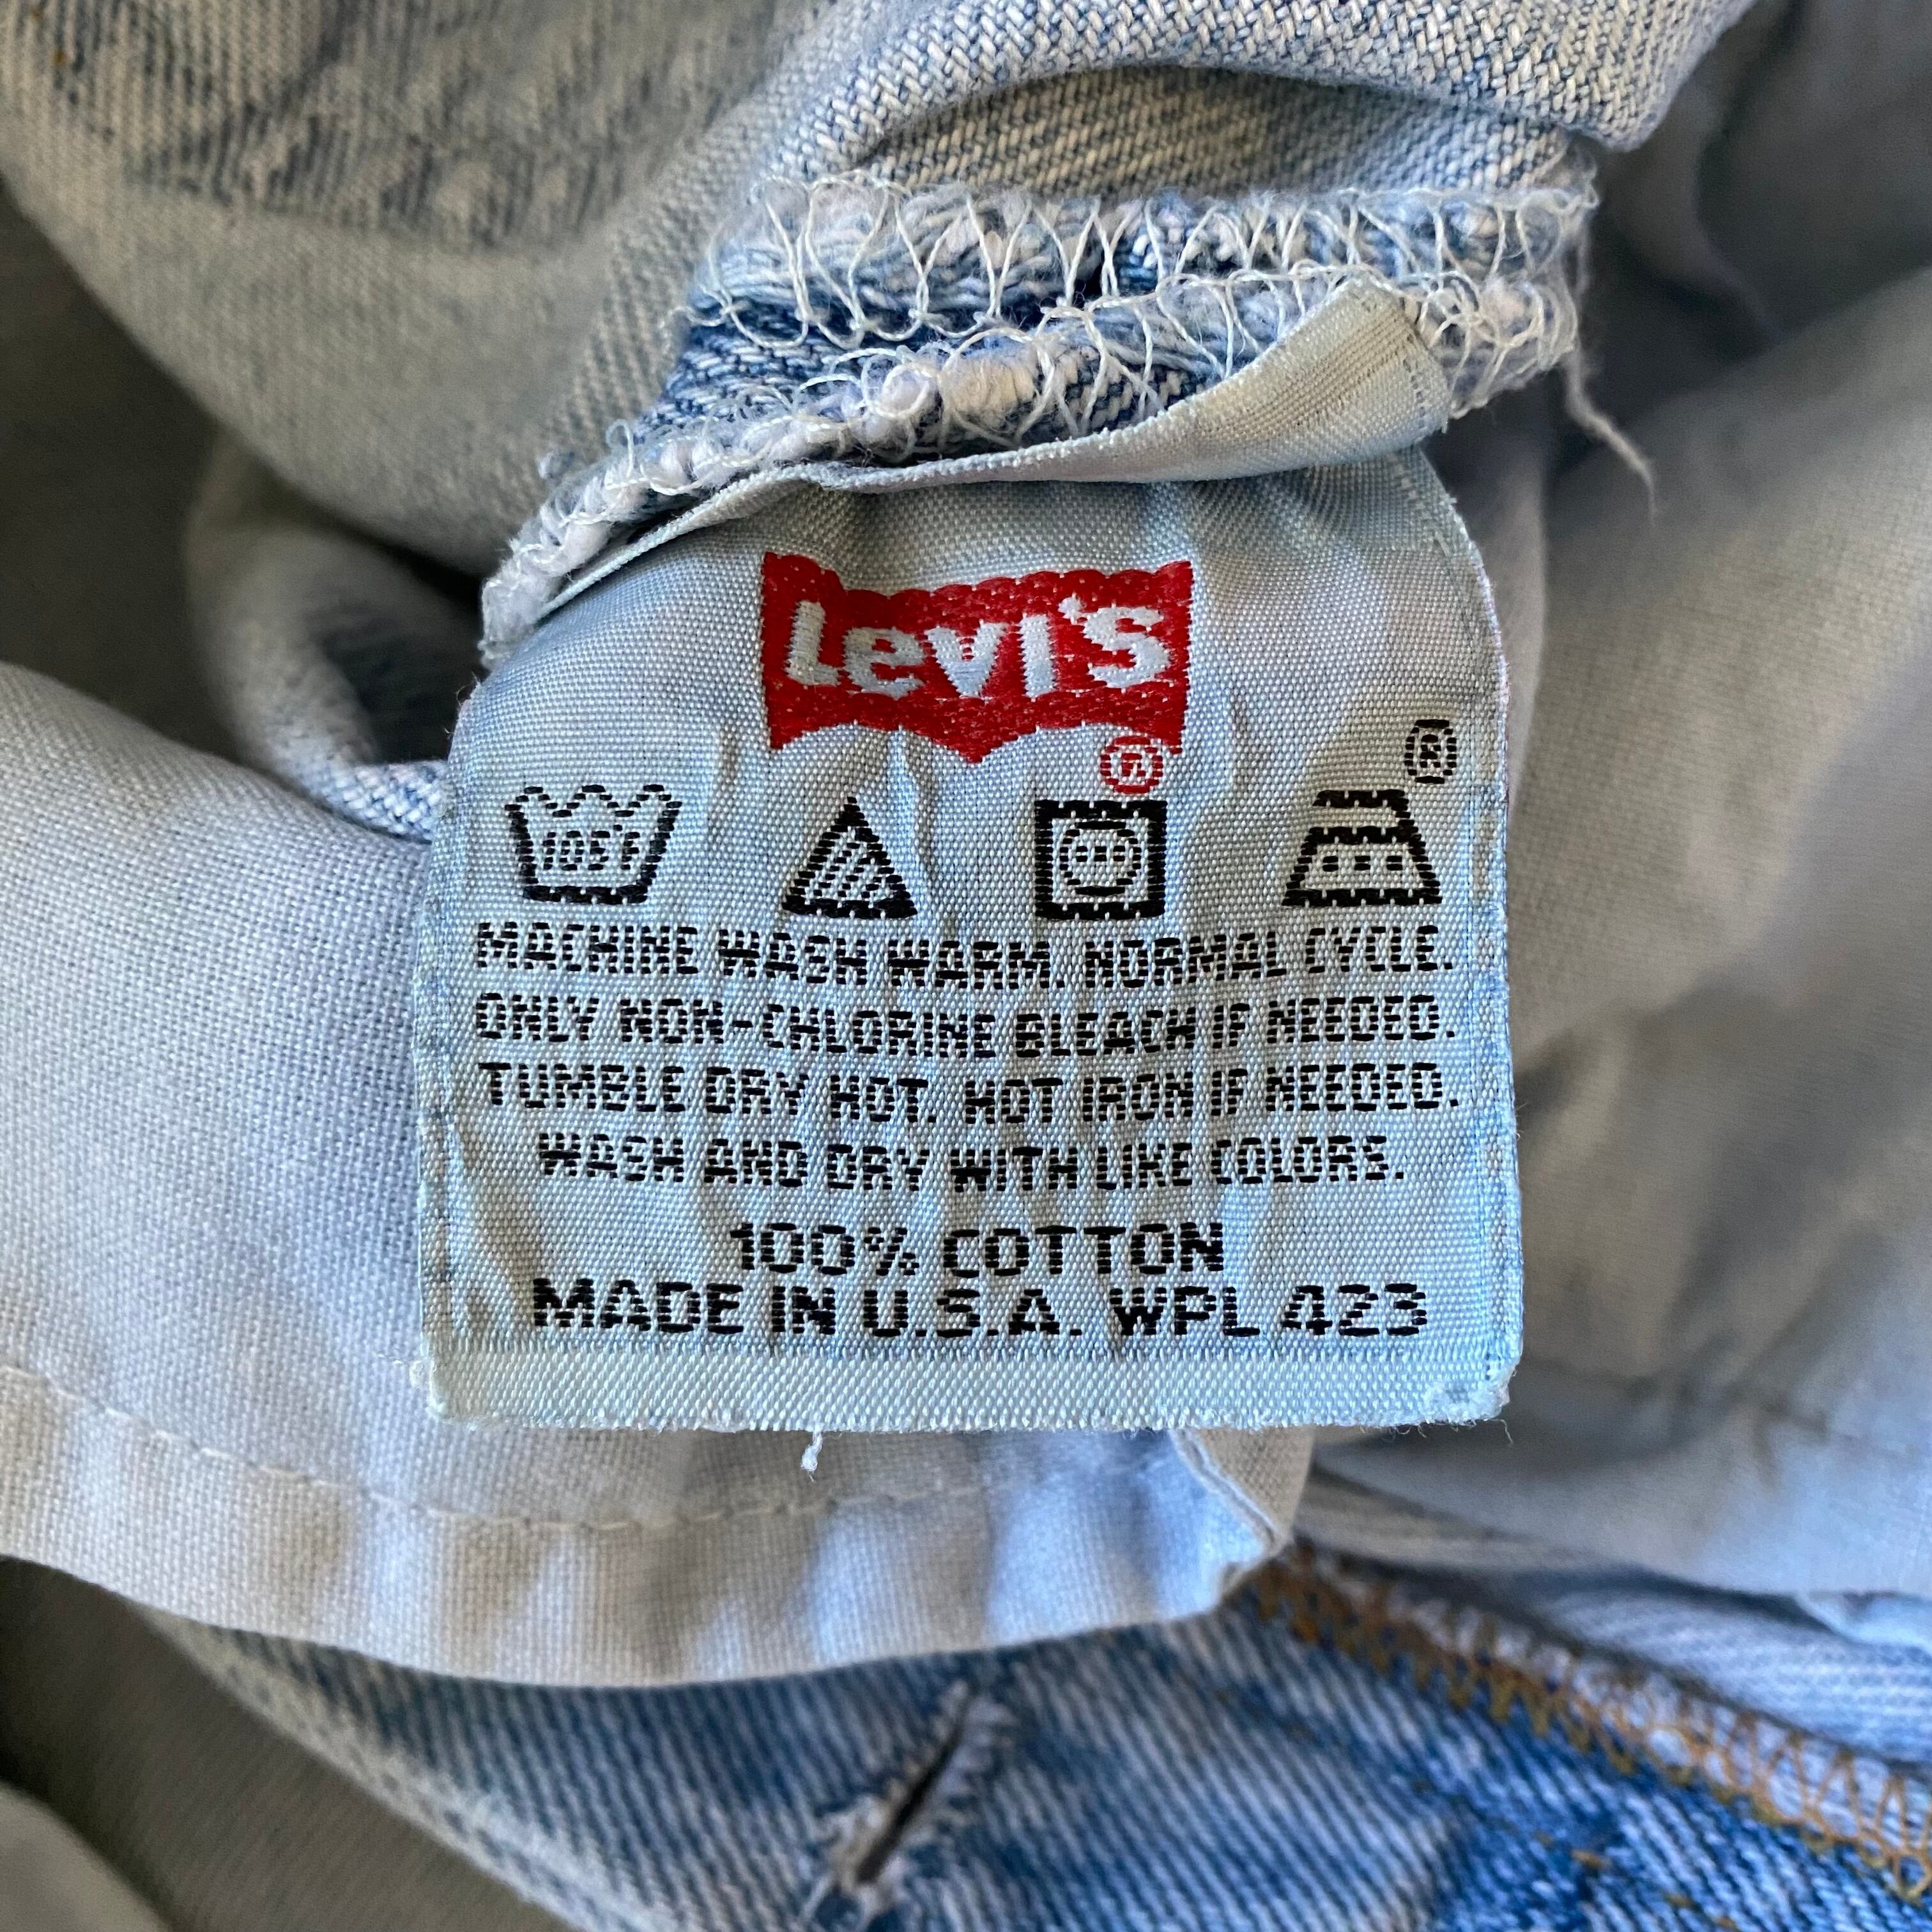 Levi's
®
®
105°F
MACHINE WASH WARM. NORMAL CYCLE.
ONLY NON-CHLORINE BLEACH IF NEEDED.
TUMBLE DRY HOT. HOT IRON IF NEEDED.
WASH AND DRY WITH LIKE COLORS.
100% COTTON
MADE IN U.S.A. WPL 423